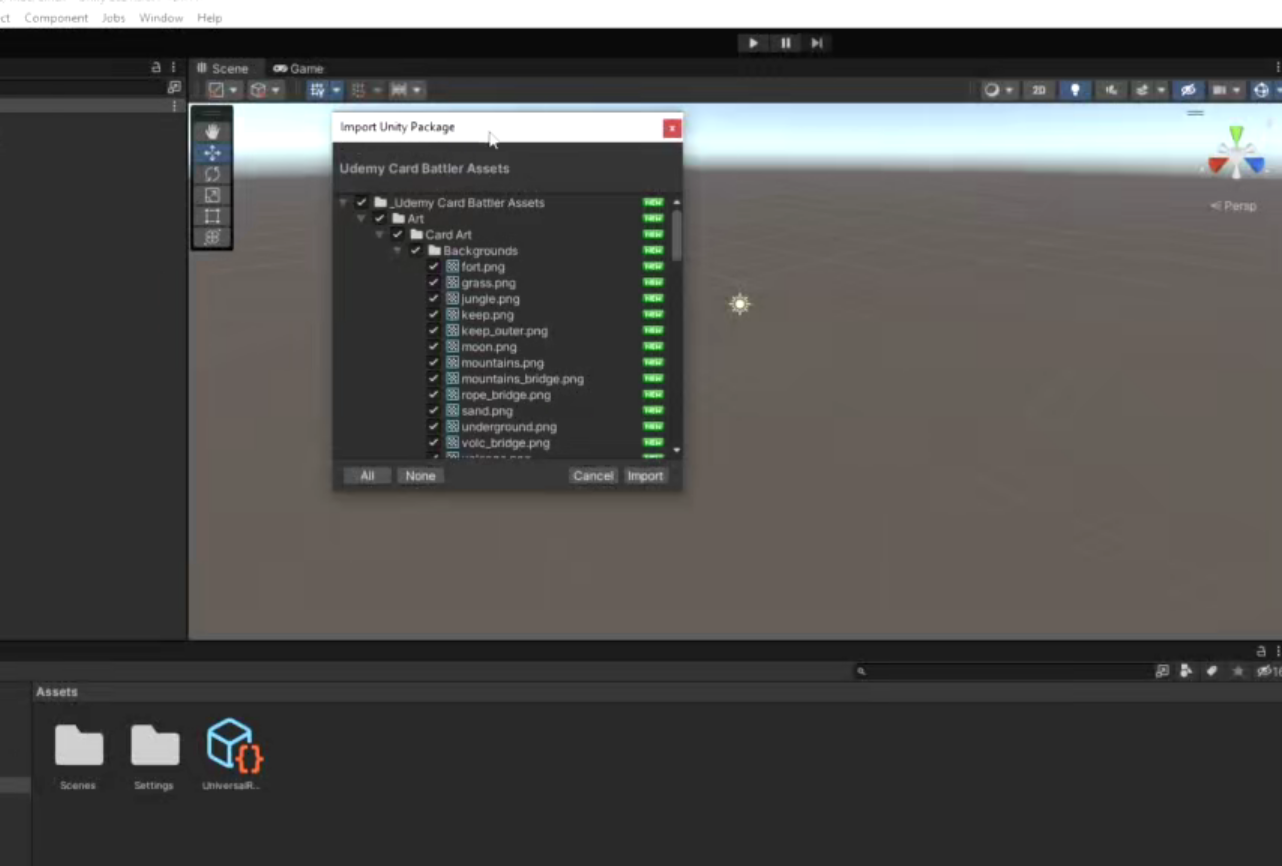 ct Component Jobs Window Help
Scene Game
2D
Import Unity Package
x
Udemy Card Battler Assets
_Udemy Card Battler Assets NEW
Art NEW
Card Art NEW
Backgrounds NEW
fort.png NEW
grass.png NEW
jungle.png NEW
keep.png NEW
keep_outer.png NEW
moon.png NEW
mountains.png NEW
mountains_bridge.png NEW
rope_bridge.png NEW
sand.png NEW
underground.png NEW
volc_bridge.png NEW
All None Cancel Import
< Persp
Assets
Scenes Settings UniversalR...